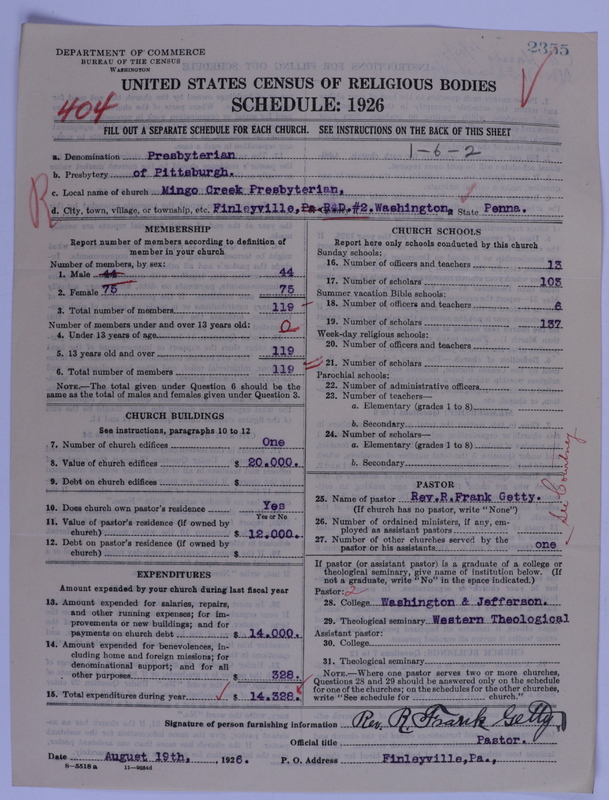 2355
DEPARTMENT OF COMMERCE
BUREAU OF THE CENSUS
WASHINGTON
UNITED STATES CENSUS OF RELIGIOUS BODIES
404
SCHEDULE: 1926
FILL OUT A SEPARATE SCHEDULE FOR EACH CHURCH. SEE INSTRUCTIONS ON THE BACK OF THIS SHEET
1-6-2
a. Denomination Presbyterian
b. Presbytery of Pittsburgh.
R
c. Local name of church Mingo Creek Presbyterian,
d. City, town, village, or township, etc. Finleyville, Pa. R&D.#2. Washington, State Penna.
MEMBERSHIP
Report number of members according to definition of
member in your church
Number of members, by sex:
1. Male 44 44
2. Female 75 75
3. Total number of members 119
Number of members under and over 13 years old:
4. Under 13 years of age 0
5. 13 years old and over 119
6. Total number of members 119
NOTE.—The total given under Question 6 should be
same as the total of males and females given under Question 3.
CHURCH BUILDINGS
See instructions, paragraphs 10 to 12
7. Number of church edifices One
8. Value of church edifices $ 20.000.
9. Debt on church edifices $
10. Does church own pastor's residence Yes
Yes or No
11. Value of pastor's residence (if owned by
church) $ 12.000.
12. Debt on pastor's residence (if owned by
church) $
EXPENDITURES
Amount expended by your church during last fiscal year
13. Amount expended for salaries, repairs,
and other running expenses; for im-
provements or new buildings; and for
payments on church debt $ 14.000.
14. Amount expended for benevolences, in-
cluding home and foreign missions; for
denominational support; and for all
other purposes $ 328.
15. Total expenditures during year $ 14.328.
CHURCH SCHOOLS
Report here only schools conducted by this church
Sunday schools:
16. Number of officers and teachers 13
17. Number of scholars 103
Summer vacation Bible schools:
18. Number of officers and teachers 6
19. Number of scholars 137
Week-day religious schools:
20. Number of officers and teachers
21. Number of scholars
Parochial schools:
22. Number of administrative officers
23. Number of teachers—
a. Elementary (grades 1 to 8)
b. Secondary
24. Number of scholars—
a. Elementary (grades 1 to 8)
b. Secondary
PASTOR
25. Name of pastor Rev.R.Frank Getty.
(If church has no pastor, write "None")
26. Number of ordained ministers, if any, em-
ployed as assistant pastors
27. Number of other churches served by the
pastor or his assistants one
See Courtney
If pastor (or assistant pastor) is a graduate of a college or
theological seminary, give name of institution below. (If
not a graduate, write "No" in the space indicated.)
Pastor: 2
28. College Washington & Jefferson.
29. Theological seminary Western Theological
Assistant pastor:
30. College
31. Theological seminary
NOTE.—Where one pastor serves two or more churches,
Questions 28 and 29 should be answered only on the schedule
for one of the churches; on the schedules for the other churches,
write "See schedule for church."
Signature of person furnishing information Rev. R. Frank Getty
Official title Pastor.
Date August 19th, 1926. P. O. Address Finleyville,Pa.,
8-5518a 11-9234d